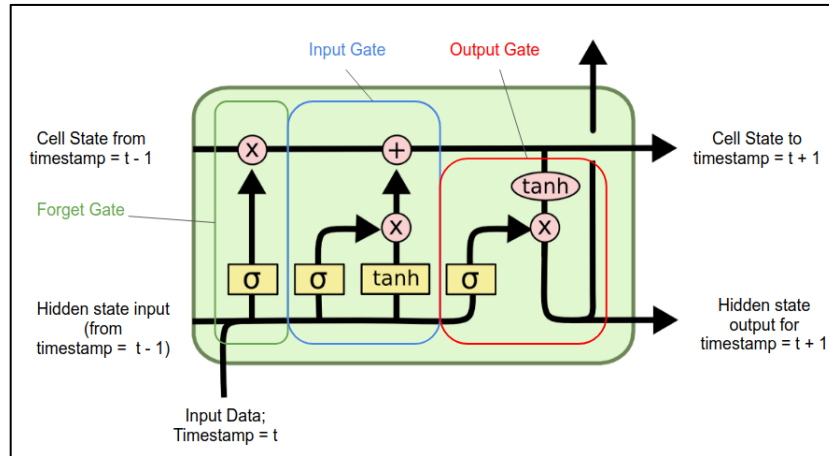 Input Gate
Output Gate
Cell State from
timestamp = t - 1
x
+
Cell State to
timestamp = t + 1
tanh
Forget Gate
x
x
σ
σ
tanh
σ
Hidden state input
(from
timestamp =  t - 1)
Hidden state
output for
timestamp = t + 1
Input Data;
Timestamp = t